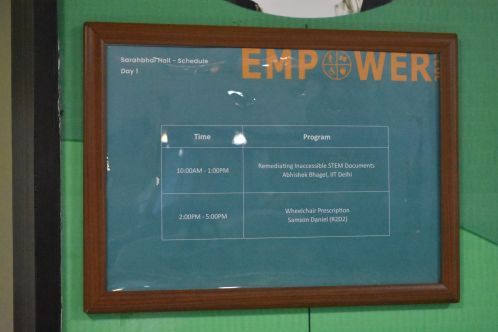 Sarahbhai Hall - Schedule
Day 1
EMPOWER
Time Program
10:00AM - 1:00PM Remediating Inaccessible STEM Documents
Abhishek Bhagel, IIT Delhi
2:00PM - 5:00PM Wheelchair Prescription
Samson Daniel (R2D2)